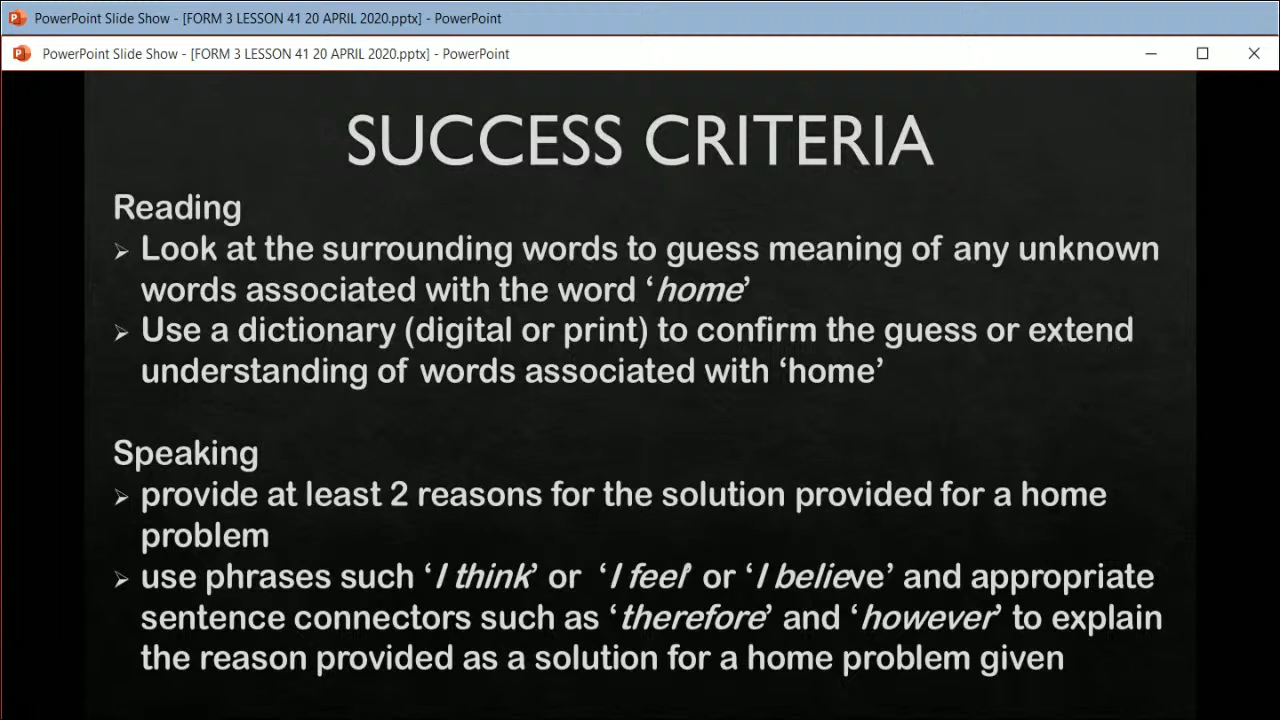 PowerPoint Slide Show - [FORM 3 LESSON 41 20 APRIL 2020.pptx] - PowerPoint
PowerPoint Slide Show - [FORM 3 LESSON 41 20 APRIL 2020.pptx] - PowerPoint
SUCCESS CRITERIA
Reading
➢ Look at the surrounding words to guess meaning of any unknown
words associated with the word ‘home’
➢ Use a dictionary (digital or print) to confirm the guess or extend
understanding of words associated with ‘home’
Speaking
➢ provide at least 2 reasons for the solution provided for a home
problem
➢ use phrases such ‘I think’ or ‘I feel’ or ‘I believe’ and appropriate
sentence connectors such as ‘therefore’ and ‘however’ to explain
the reason provided as a solution for a home problem given